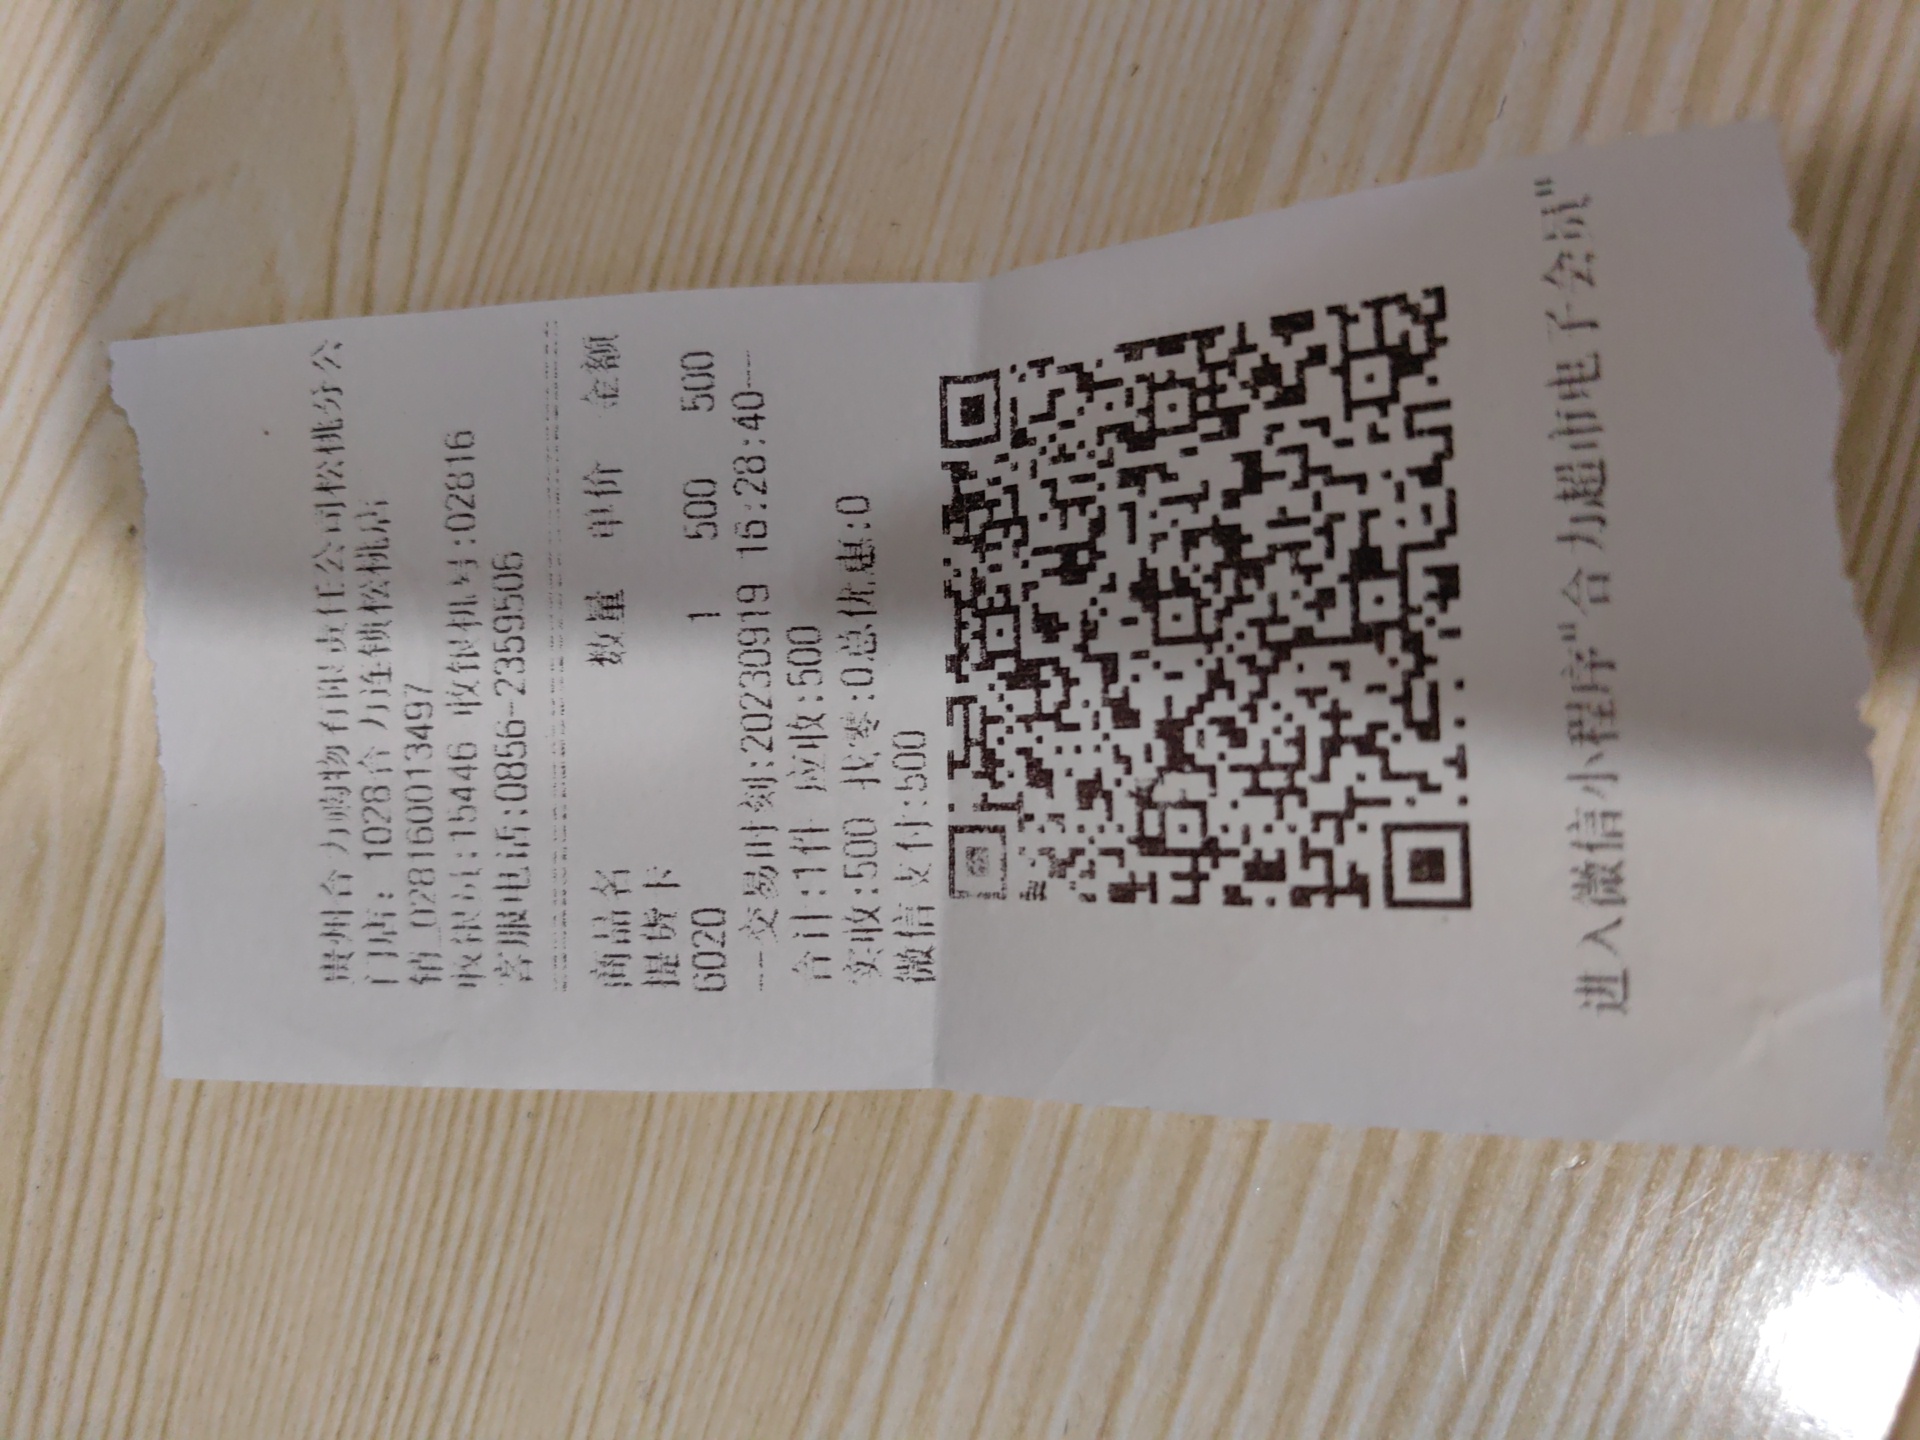 贵州合力购物有限责任公司松桃分公
门店: 1028合力连锁松桃店
销_028160013497
收银员:15446 收银机号:02816
客服电话:0856-2359506
商品名 数量 单价 金额
提货卡
G020 1 500 500
---交易时刻:20230919 16:28:40---
合计:1件 应收:500
实收:500 找零:0总优惠:0
微信支付:500
进入微信小程序"合力超市电子会员"